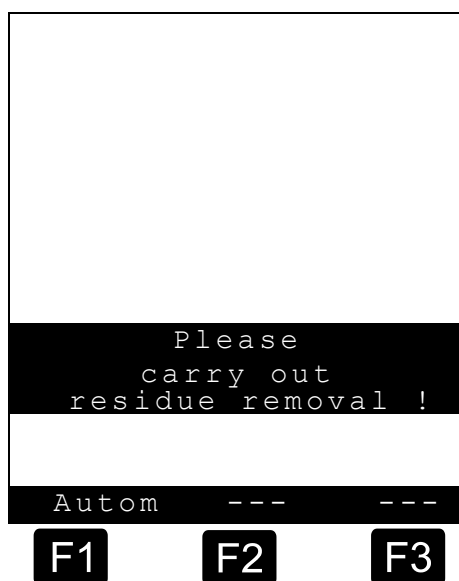 Please
carry out
residue removal !
Autom --- ---
F1 F2 F3